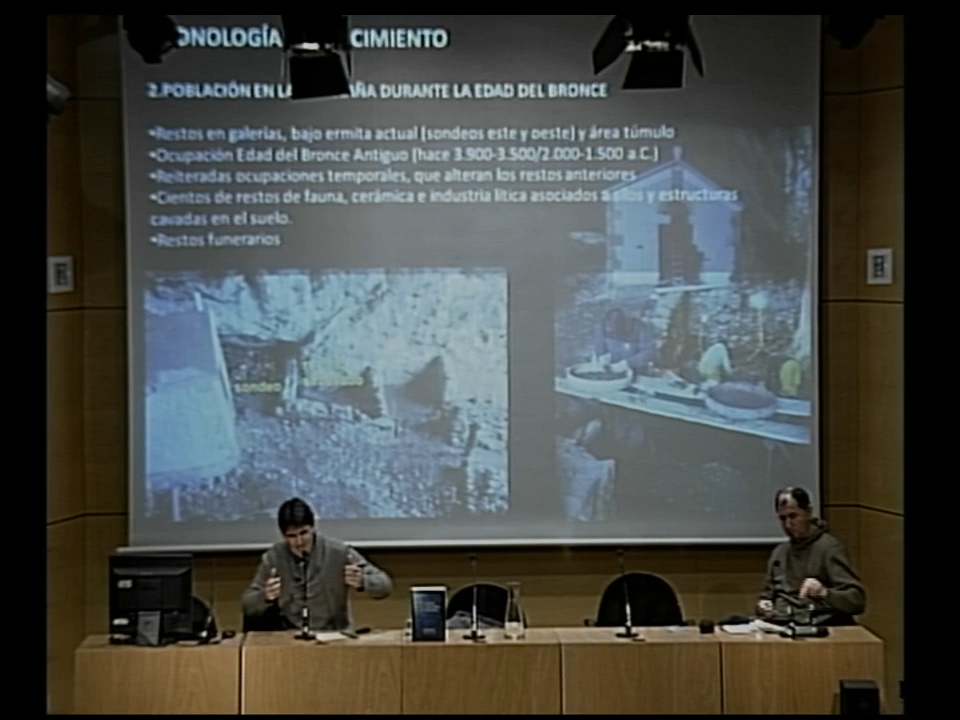 ONOLOGÍA CIMIENTO
2.POBLACIÓN EN LA ÑA DURANTE LA EDAD DEL BRONCE
•Restos en galerías, bajo ermita actual (sondeos este y oeste) y área túmulo
•Ocupación Edad del Bronce Antiguo (hace 3.900-3.500/2.000-1.500 a.C.)
•Reiteradas ocupaciones temporales, que alteran los restos anteriores
•Cientos de restos de fauna, cerámica e industria lítica asociados a silos y estructuras
cavadas en el suelo.
•Restos funerarios
sondeo